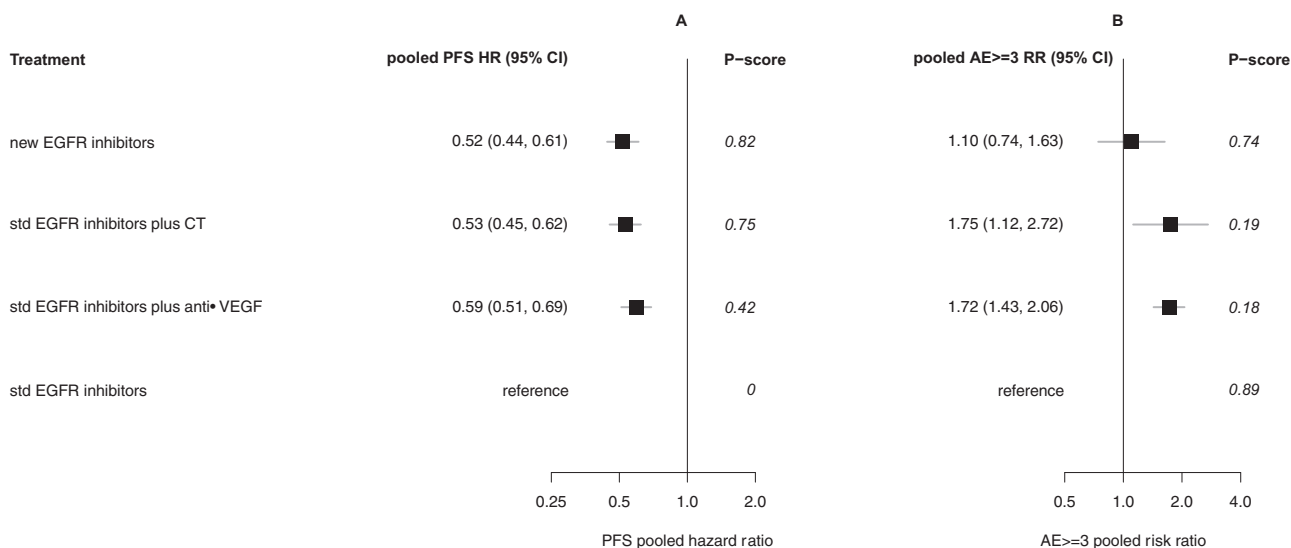 A B
Treatment pooled PFS HR (95% CI) P−score pooled AE>=3 RR (95% CI) P−score
new EGFR inhibitors 0.52 (0.44, 0.61) 0.82 1.10 (0.74, 1.63) 0.74
std EGFR inhibitors plus CT 0.53 (0.45, 0.62) 0.75 1.75 (1.12, 2.72) 0.19
std EGFR inhibitors plus anti• VEGF 0.59 (0.51, 0.69) 0.42 1.72 (1.43, 2.06) 0.18
std EGFR inhibitors reference 0 reference 0.89
0.25 0.5 1.0 2.0 0.5 1.0 2.0 4.0
PFS pooled hazard ratio AE>=3 pooled risk ratio